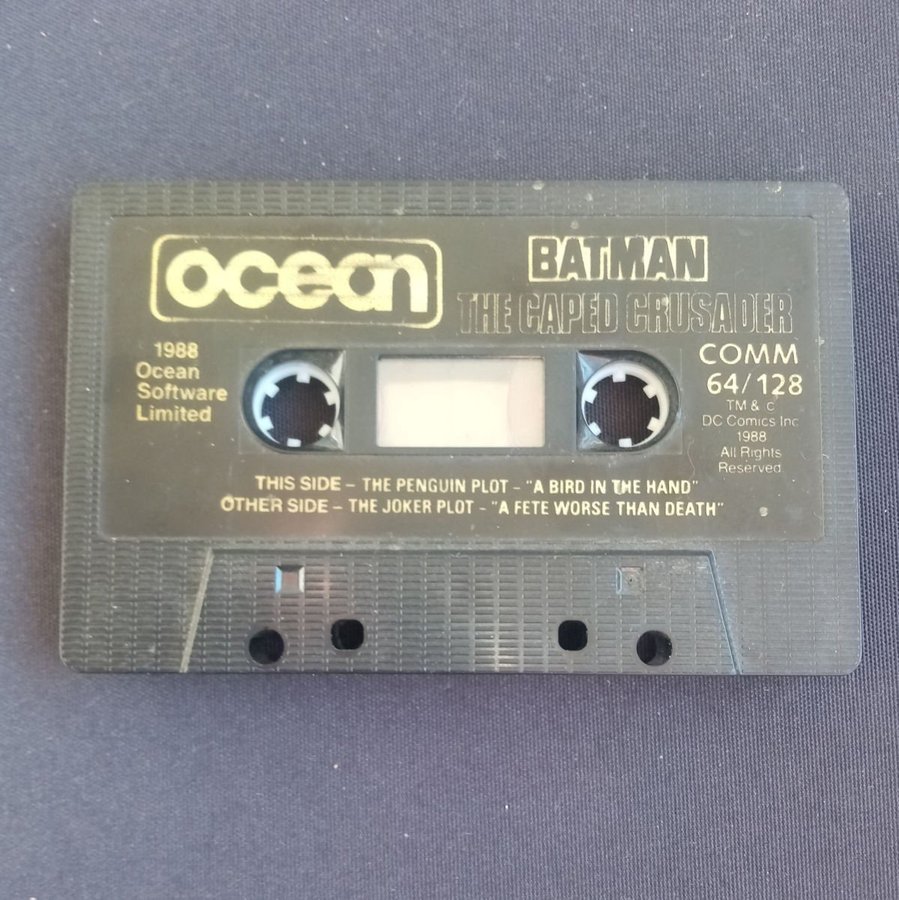 ocean
BATMAN
THE CAPED CRUSADER
1988
Ocean
Software
Limited
COMM
64/128
TM & c
DC Comics Inc
1988
All Rights
Reserved
THIS SIDE – THE PENGUIN PLOT – "A BIRD IN THE HAND"
OTHER SIDE – THE JOKER PLOT – "A FETE WORSE THAN DEATH"